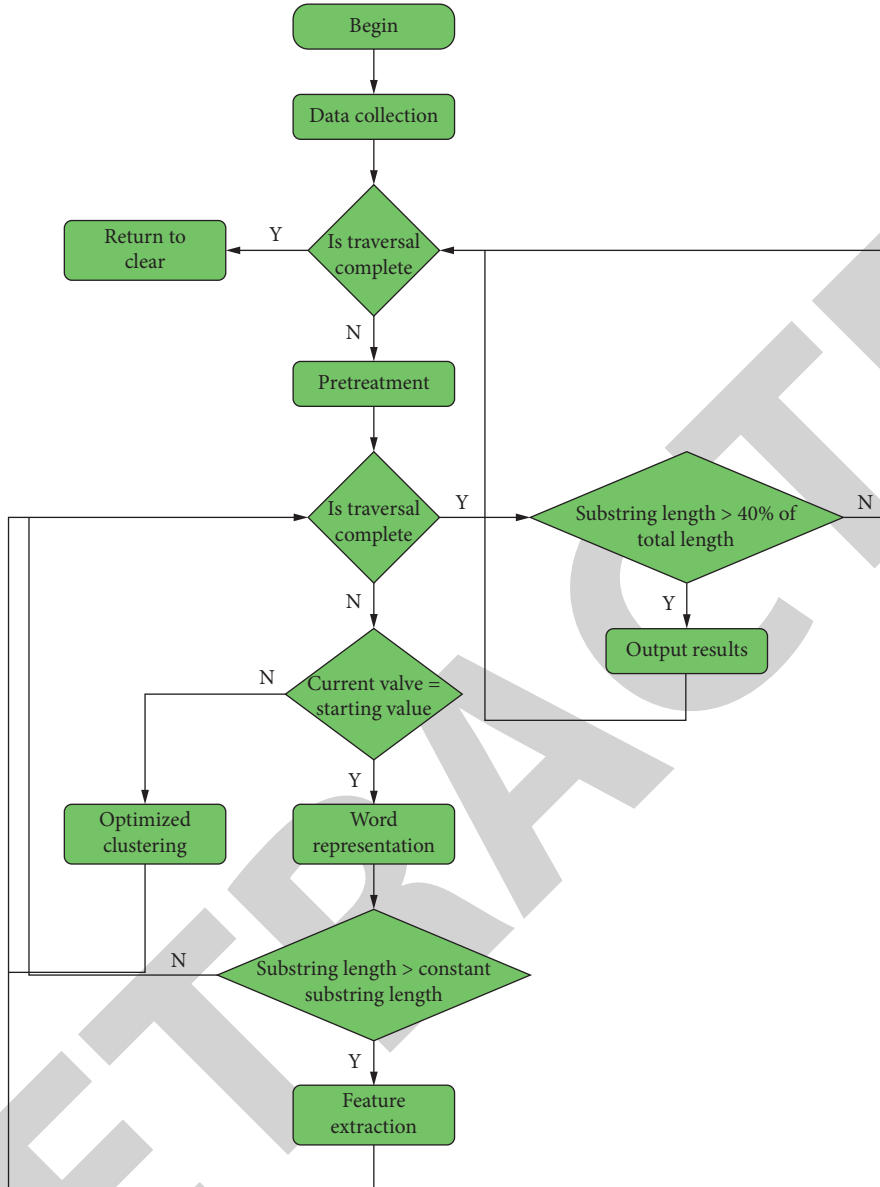 Begin
Data collection
Return to
clear
Y
Is traversal
complete
N
Pretreatment
Is traversal
complete
Y
Substring length > 40% of
total length
N
N
Y
Output results
N
Current valve =
starting value
Y
Optimized
clustering
Word
representation
N
Substring length > constant
substring length
Y
Feature
extraction
ETRACT